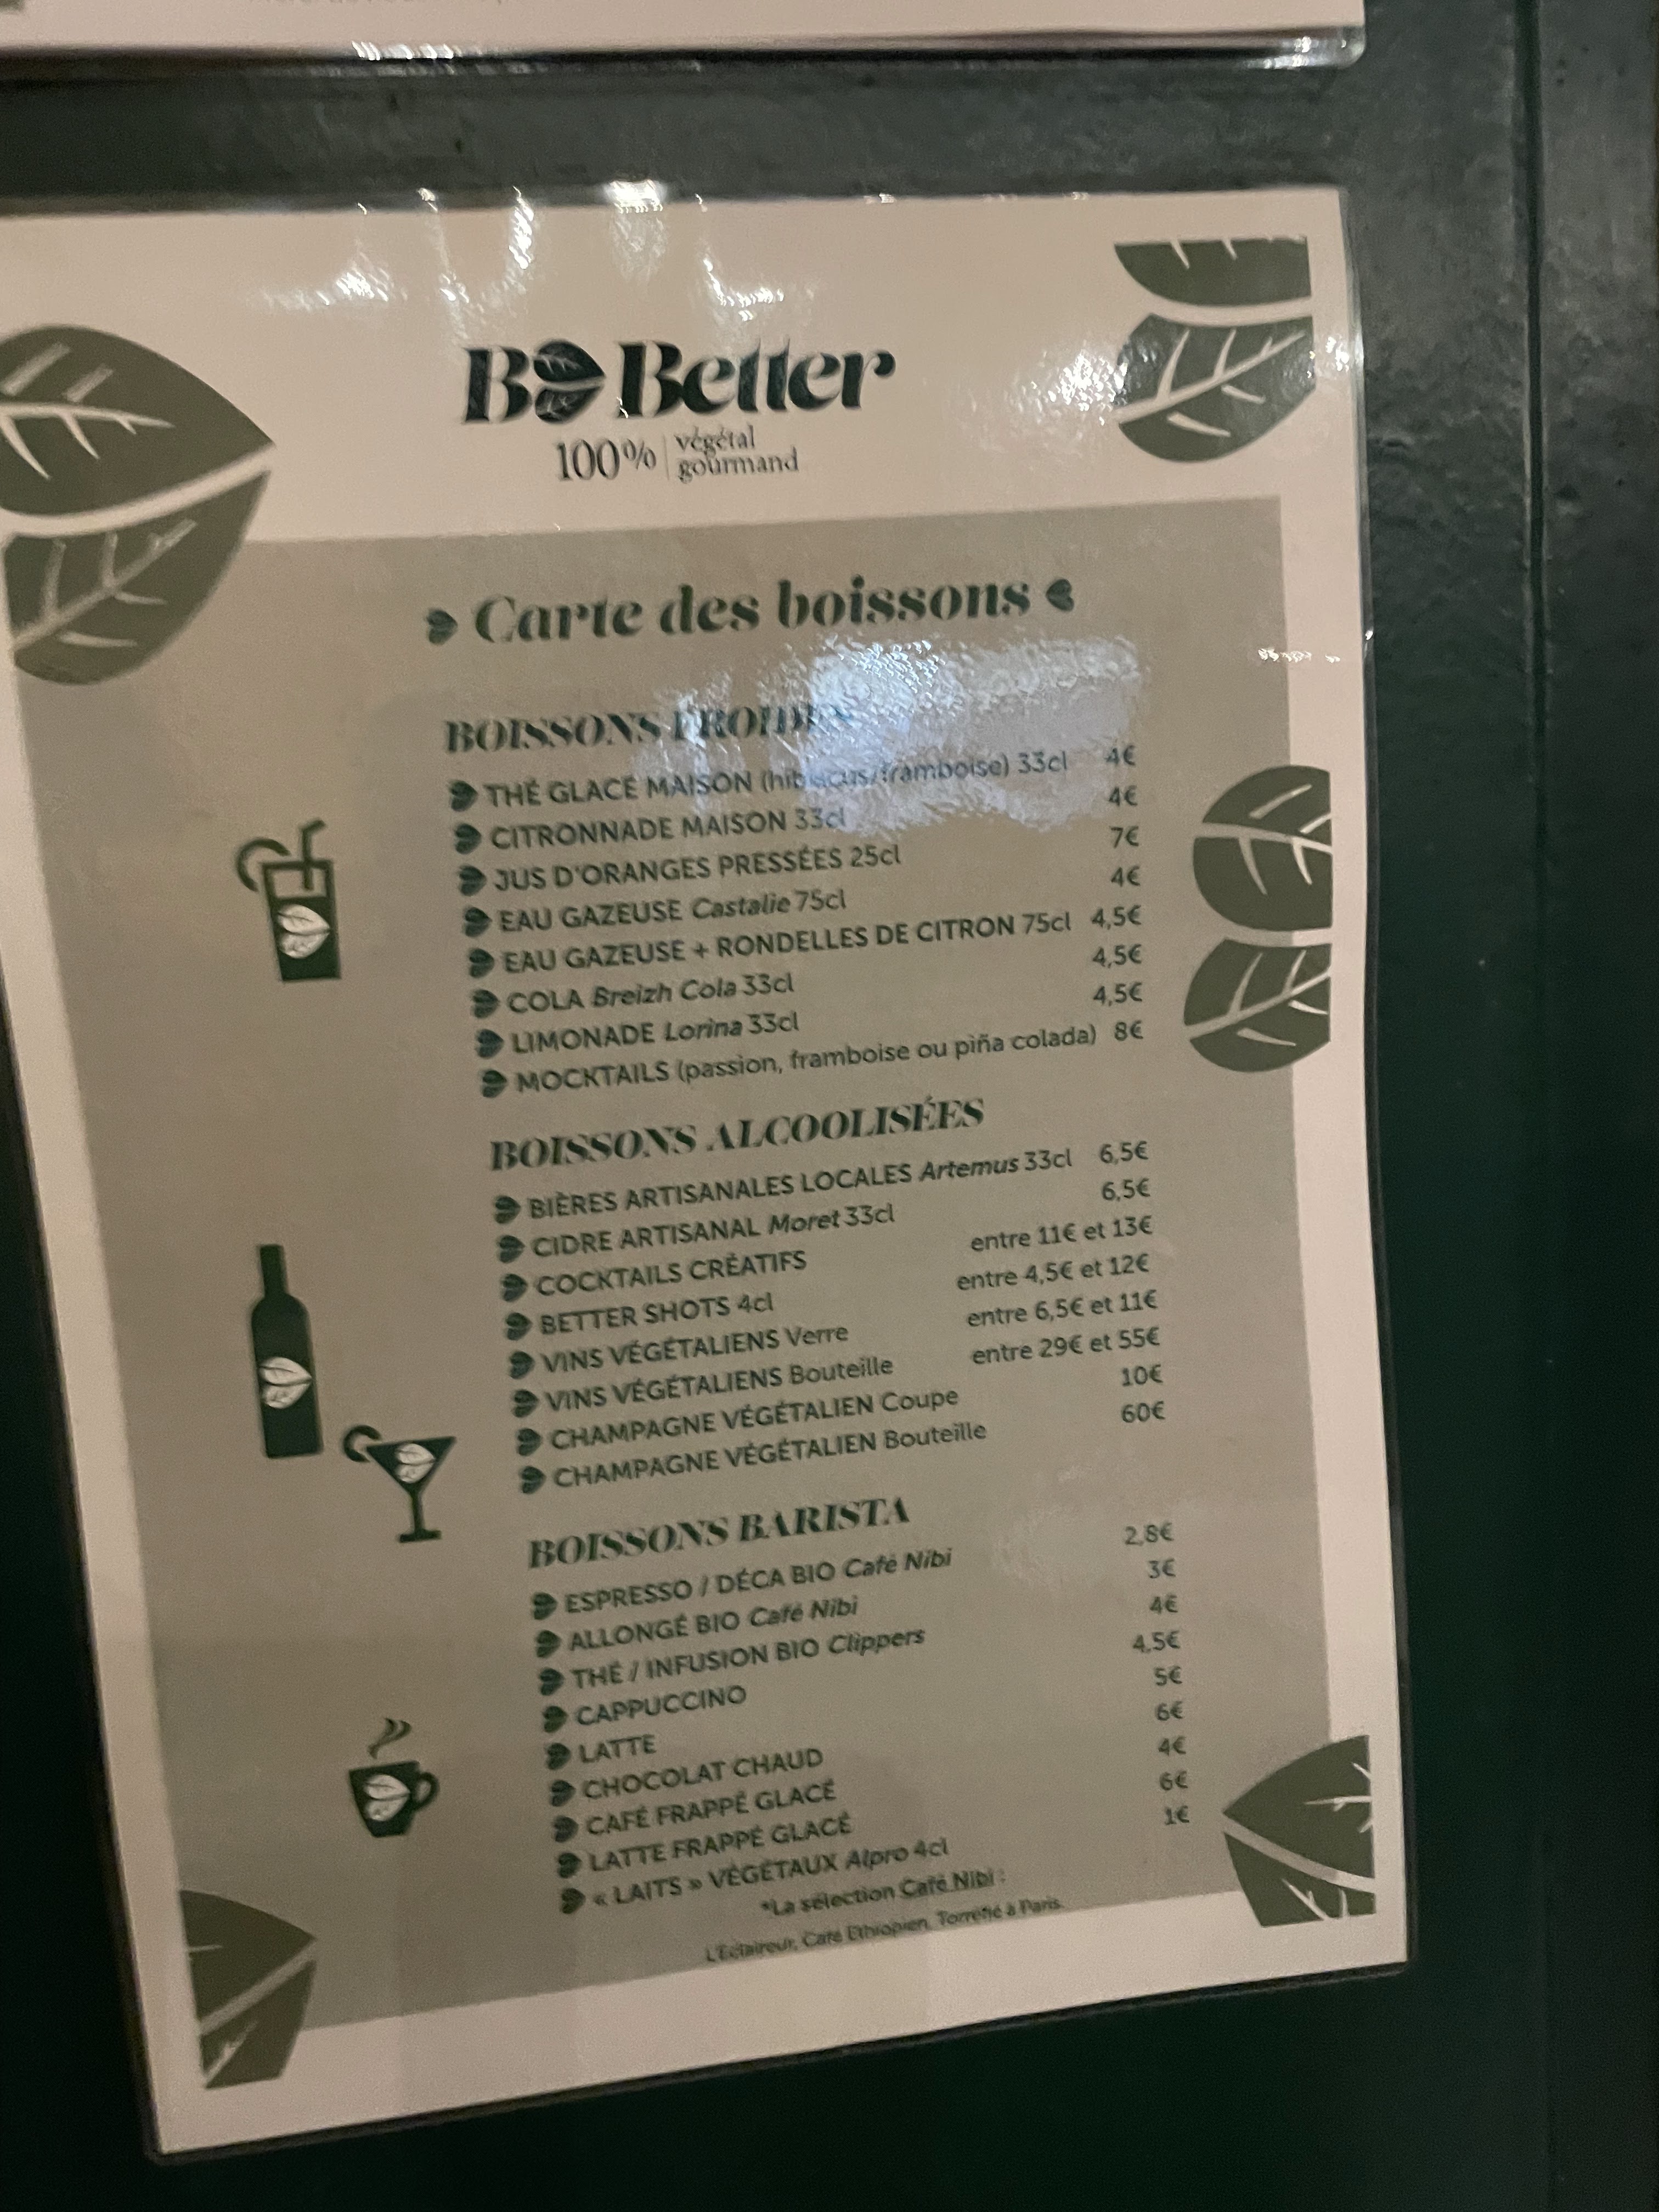 B Better
100% végétal gourmand
Carte des boissons
BOISSONS FROIDES
THÉ GLACÉ MAISON (hibiscus/framboise) 33cl 4€
CITRONNADE MAISON 33cl 4€
JUS D'ORANGES PRESSÉES 25cl 7€
EAU GAZEUSE Castalie 75cl 4€
EAU GAZEUSE + RONDELLES DE CITRON 75cl 4,5€
COLA Breizh Cola 33cl 4,5€
LIMONADE Lorina 33cl 4,5€
MOCKTAILS (passion, framboise ou piña colada) 8€
BOISSONS ALCOOLISÉES
BIÈRES ARTISANALES LOCALES Artemus 33cl 6,5€
CIDRE ARTISANAL Moret 33cl 6,5€
COCKTAILS CRÉATIFS entre 11€ et 13€
BETTER SHOTS 4cl entre 4,5€ et 12€
VINS VÉGÉTALIENS Verre entre 6,5€ et 11€
VINS VÉGÉTALIENS Bouteille entre 29€ et 55€
CHAMPAGNE VÉGÉTALIEN Coupe 10€
CHAMPAGNE VÉGÉTALIEN Bouteille 60€
BOISSONS BARISTA
ESPRESSO / DÉCA BIO Café Nibi 2,8€
ALLONGÉ BIO Café Nibi 3€
THÉ / INFUSION BIO Clippers 4€
CAPPUCCINO 4,5€
LATTE 5€
CHOCOLAT CHAUD 6€
CAFÉ FRAPPÉ GLACÉ 4€
LATTE FRAPPÉ GLACÉ 6€
« LAITS » VÉGÉTAUX Alpro 4cl 1€
*La sélection Café Nibi :
L'Éclaireur, Café Ethiopien, Torréfié à Paris.